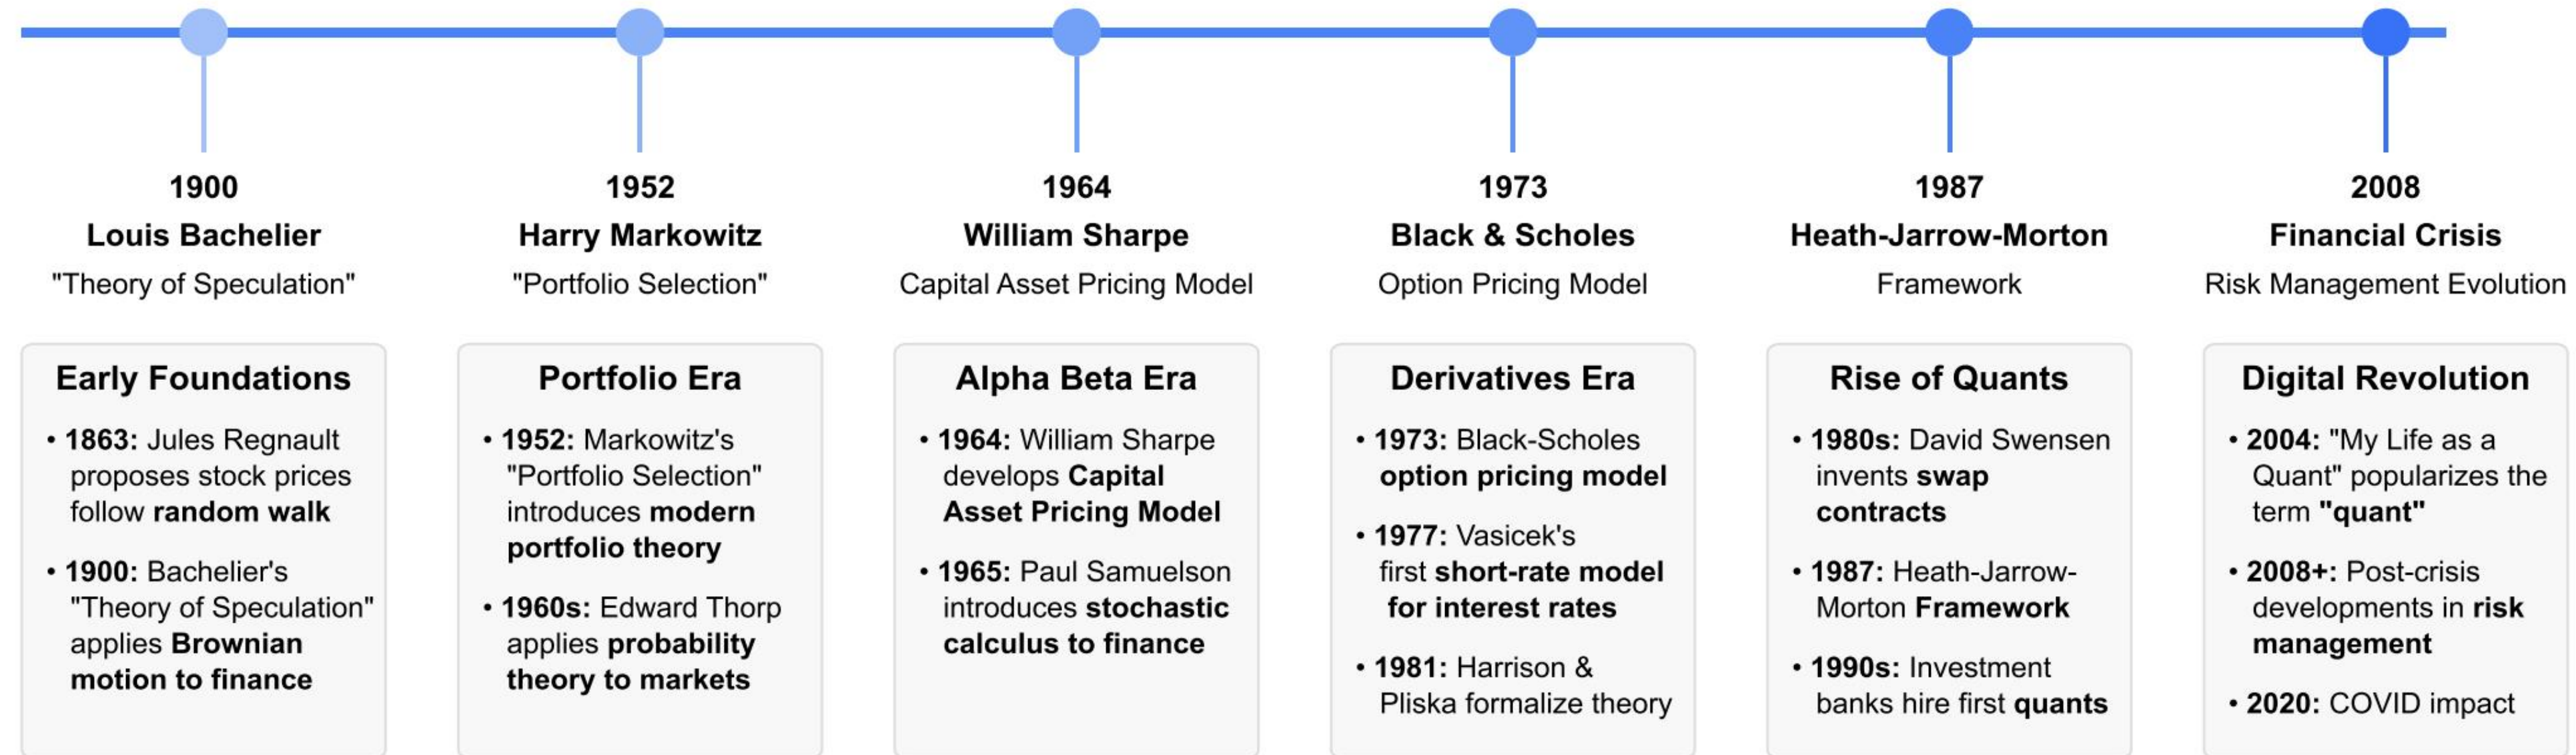 1900
Louis Bachelier
"Theory of Speculation"
Early Foundations
• 1863: Jules Regnault
proposes stock prices
follow random walk
• 1900: Bachelier's
"Theory of Speculation"
applies Brownian
motion to finance
1952
Harry Markowitz
"Portfolio Selection"
Portfolio Era
• 1952: Markowitz's
"Portfolio Selection"
introduces modern
portfolio theory
• 1960s: Edward Thorp
applies probability
theory to markets
1964
William Sharpe
Capital Asset Pricing Model
Alpha Beta Era
• 1964: William Sharpe
develops Capital
Asset Pricing Model
• 1965: Paul Samuelson
introduces stochastic
calculus to finance
1973
Black & Scholes
Option Pricing Model
Derivatives Era
• 1973: Black-Scholes
option pricing model
• 1977: Vasicek's
first short-rate model
for interest rates
• 1981: Harrison &
Pliska formalize theory
1987
Heath-Jarrow-Morton
Framework
Rise of Quants
• 1980s: David Swensen
invents swap
contracts
• 1987: Heath-Jarrow-
Morton Framework
• 1990s: Investment
banks hire first quants
2008
Financial Crisis
Risk Management Evolution
Digital Revolution
• 2004: "My Life as a
Quant" popularizes the
term "quant"
• 2008+: Post-crisis
developments in risk
management
• 2020: COVID impact